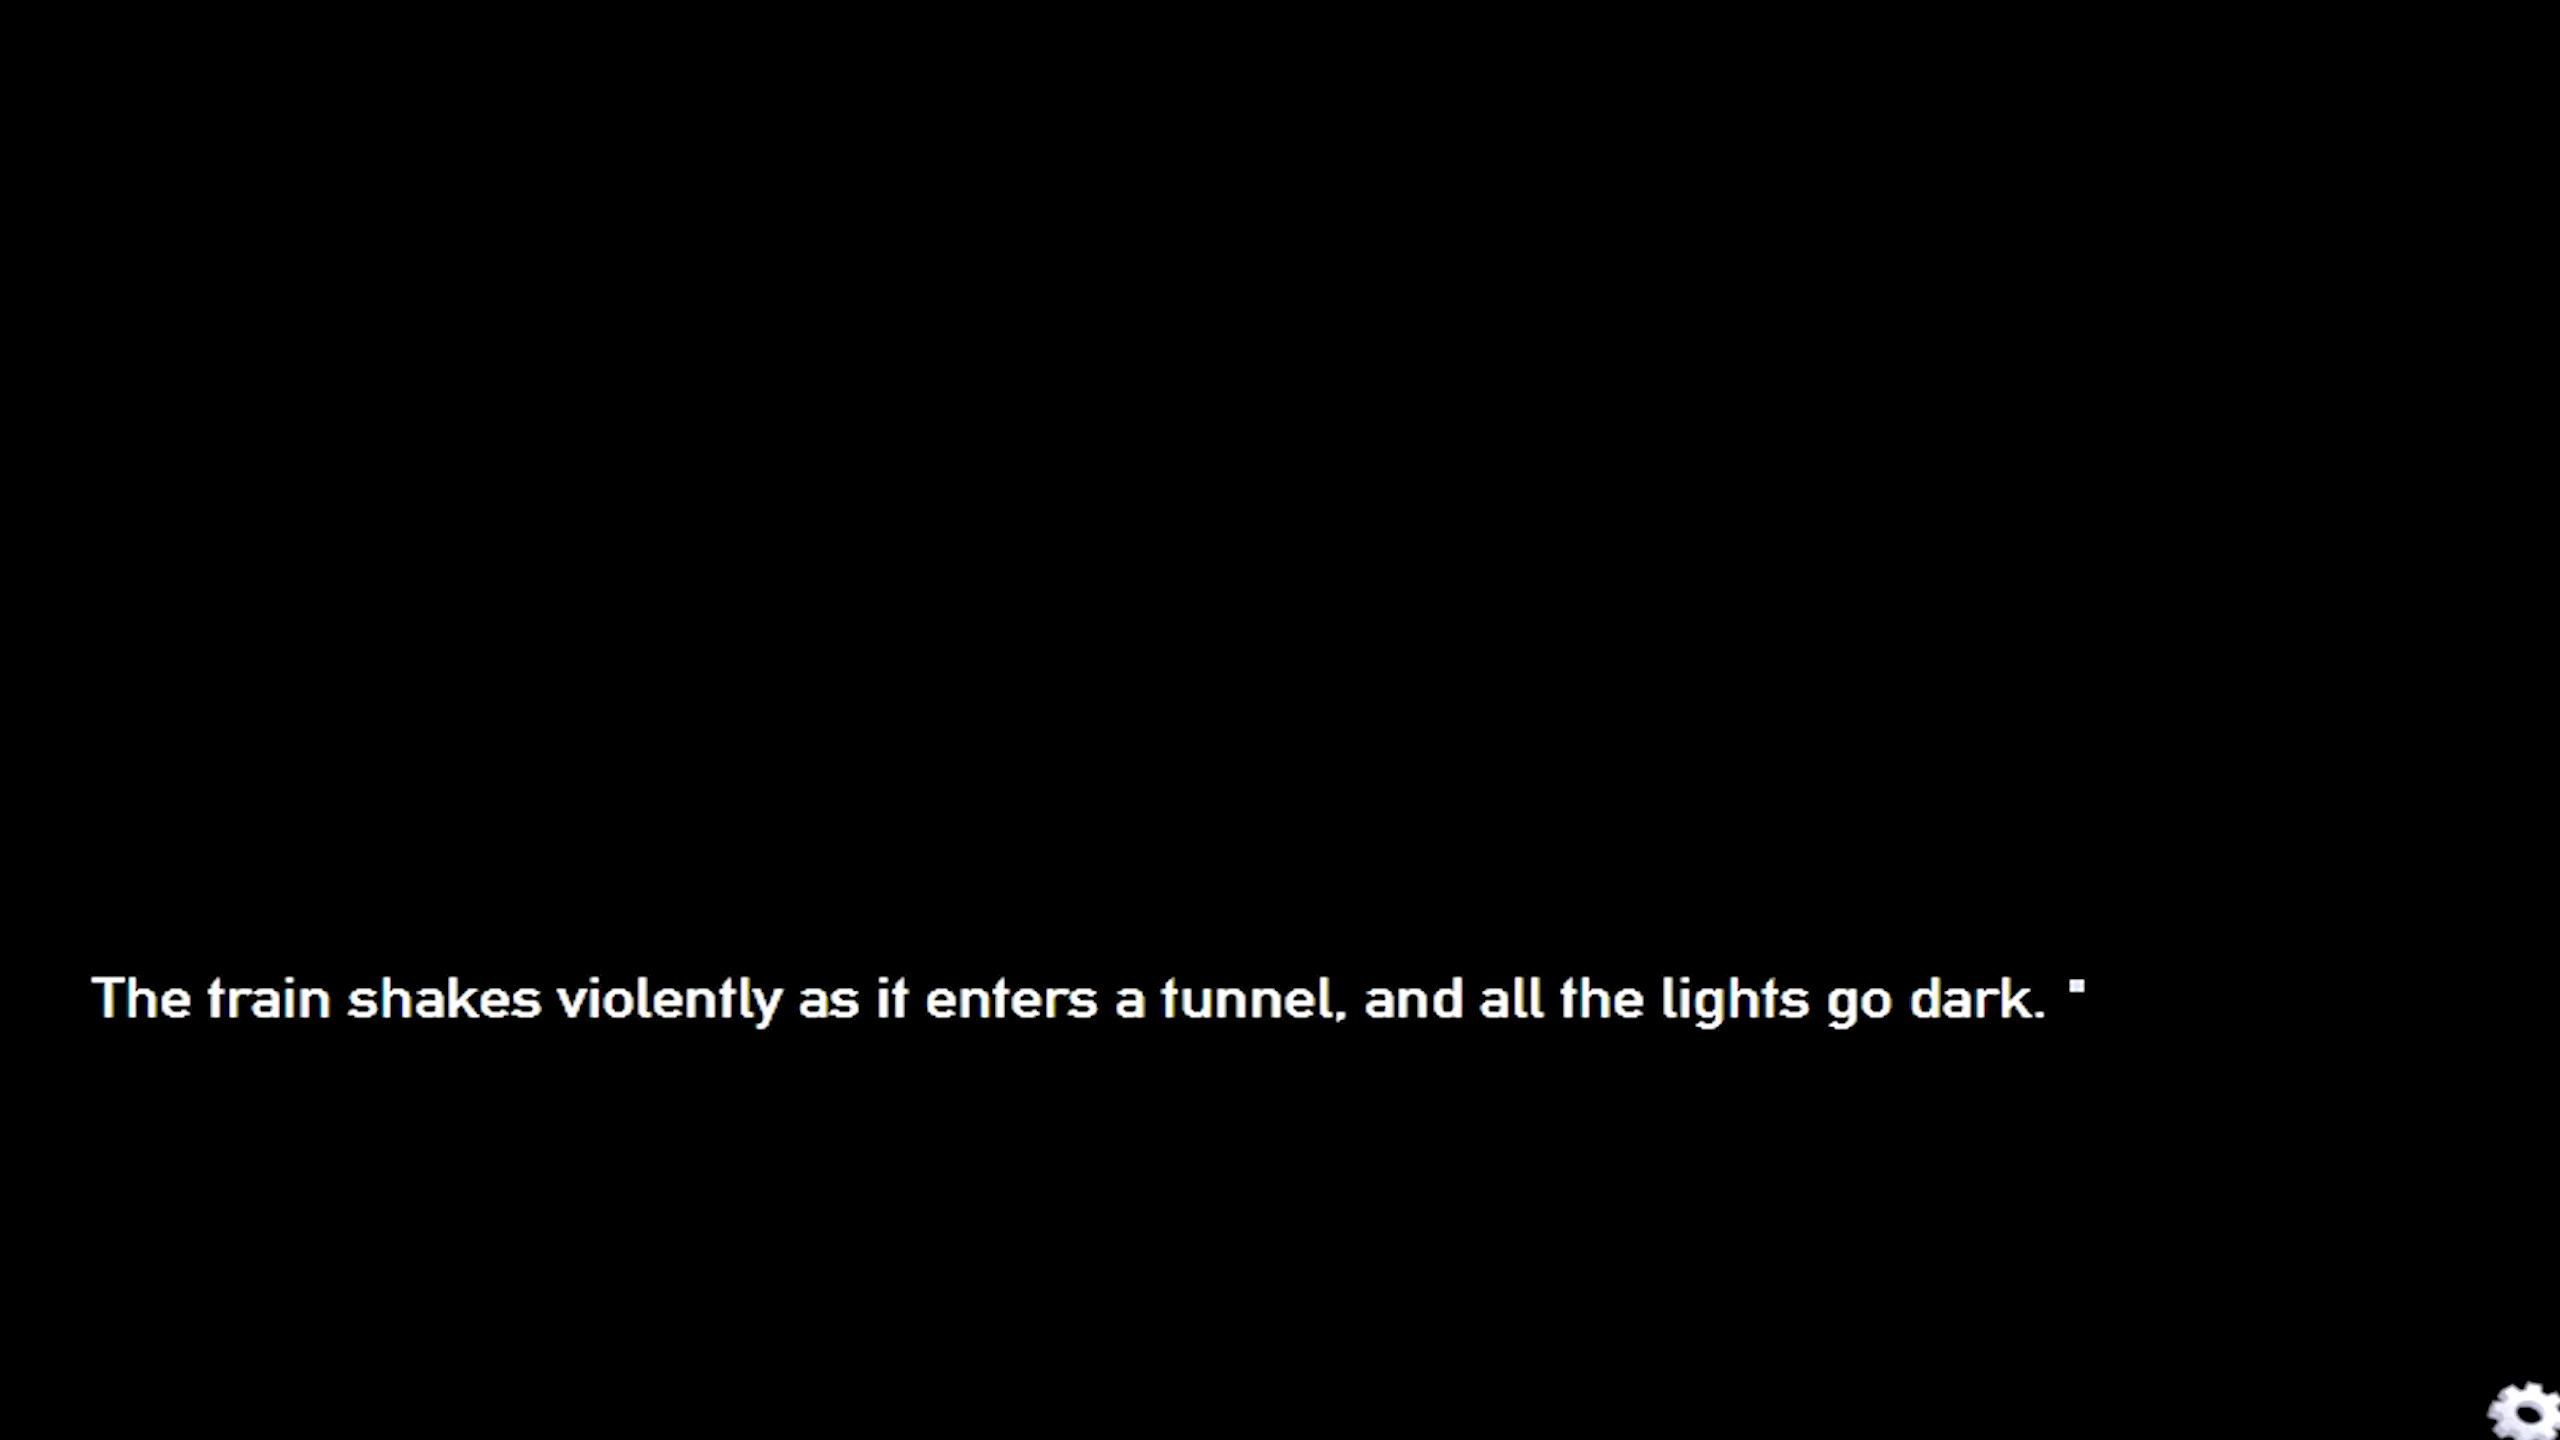 The train shakes violently as it enters a tunnel, and all the lights go dark.